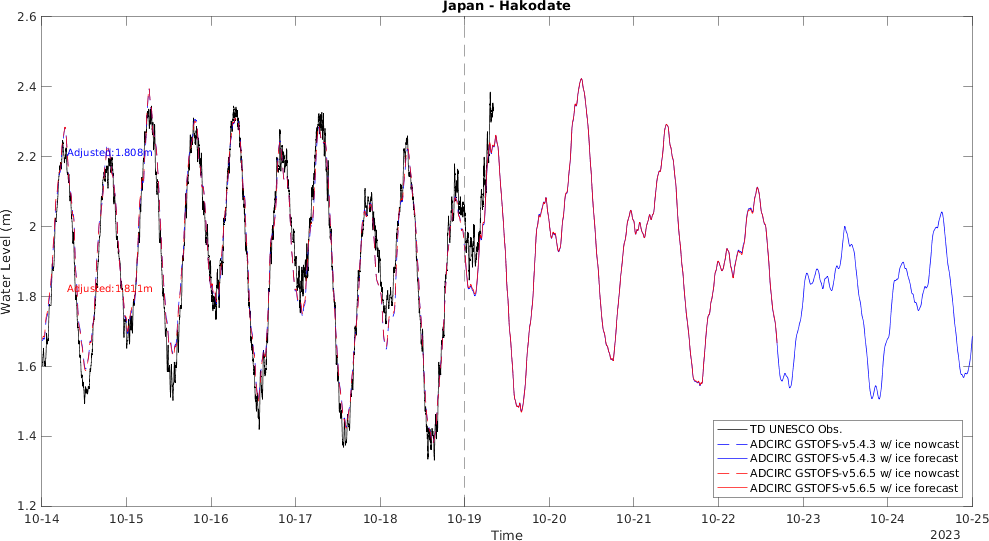 Japan - Hakodate
2.6
2.4
2.2
2
1.8
1.6
1.4
1.2
Water Level (m)
Adjusted:1.808m
Adjusted:1.811m
TD UNESCO Obs.
ADCIRC GSTOFS-v5.4.3 w/ ice nowcast
ADCIRC GSTOFS-v5.4.3 w/ ice forecast
ADCIRC GSTOFS-v5.6.5 w/ ice nowcast
ADCIRC GSTOFS-v5.6.5 w/ ice forecast
10-14 10-15 10-16 10-17 10-18 10-19 10-20 10-21 10-22 10-23 10-24 10-25
Time
2023